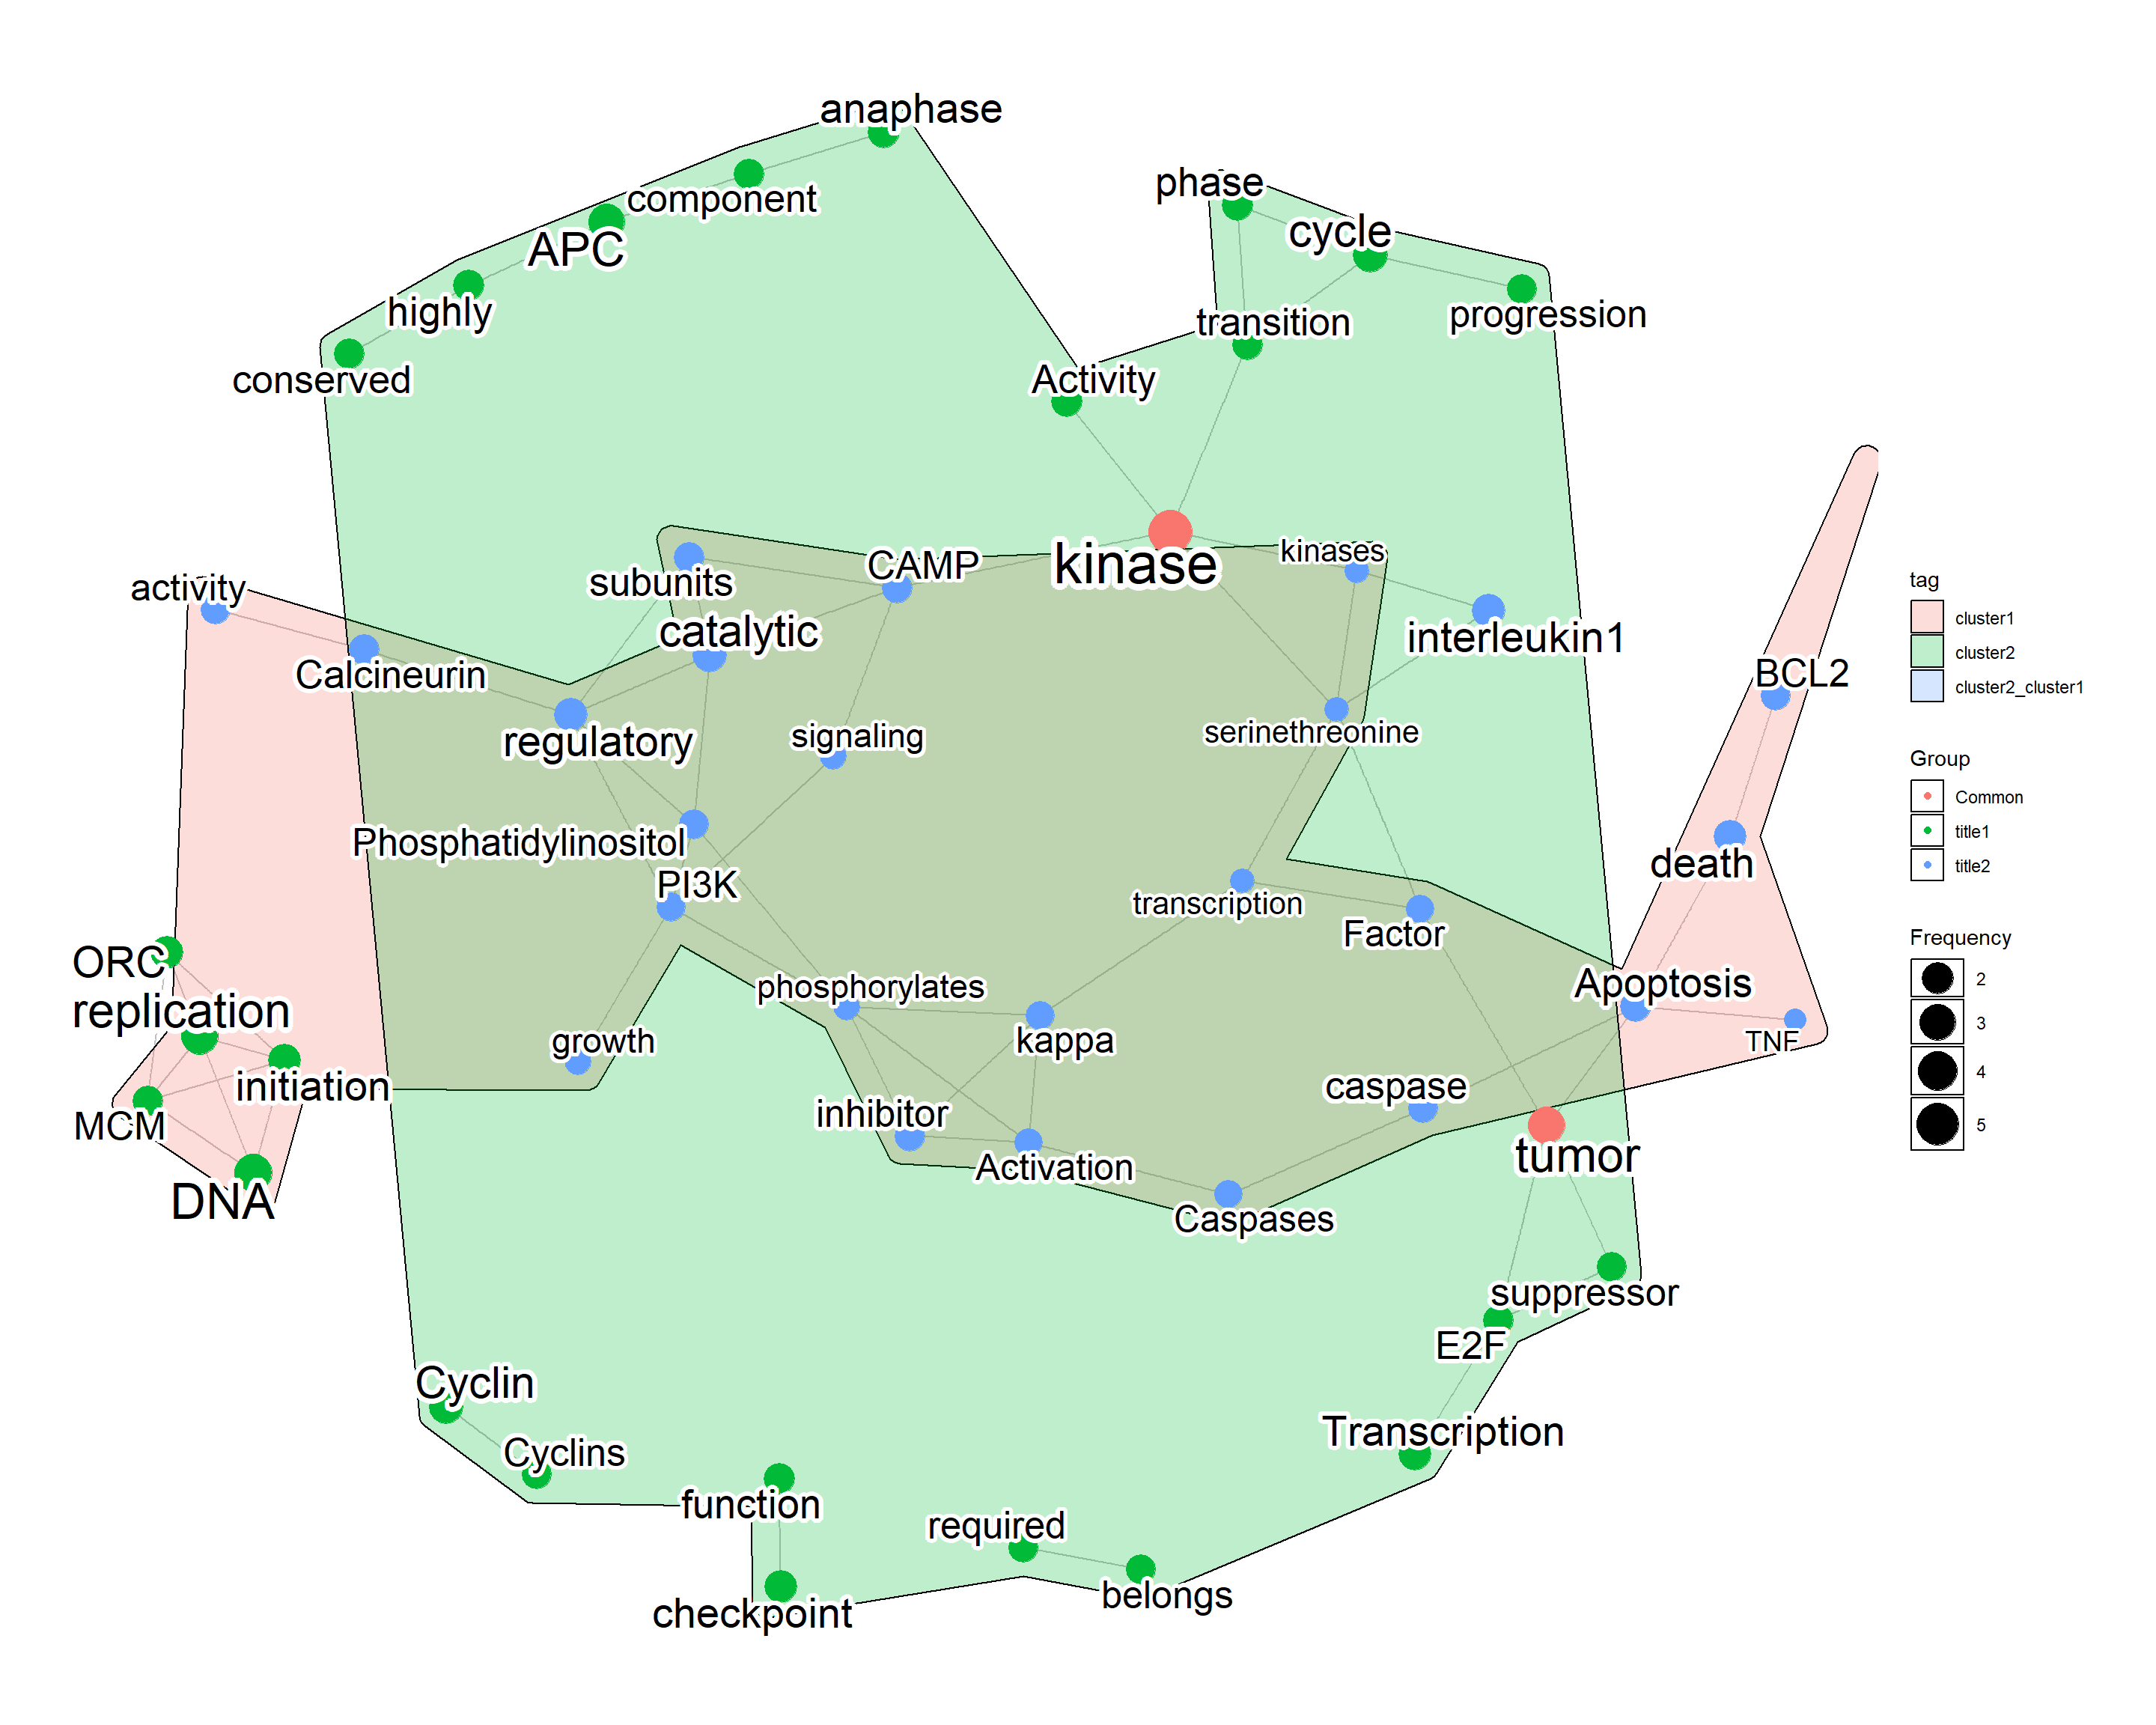 anaphase
component
APC
highly
conserved
phase
cycle
progression
transition
Activity
kinase
kinases
CAMP
subunits
catalytic
activity
Calcineurin
regulatory
signaling
interleukin1
serinethreonine
BCL2
Phosphatidylinositol
PI3K
death
transcription
Factor
ORC
replication
initiation
MCM
DNA
phosphorylates
growth
kappa
Apoptosis
TNF
caspase
inhibitor
Activation
tumor
Caspases
suppressor
E2F
Cyclin
Cyclins
Transcription
function
required
checkpoint
belongs
tag
cluster1
cluster2
cluster2_cluster1
Group
Common
title1
title2
Frequency
2
3
4
5